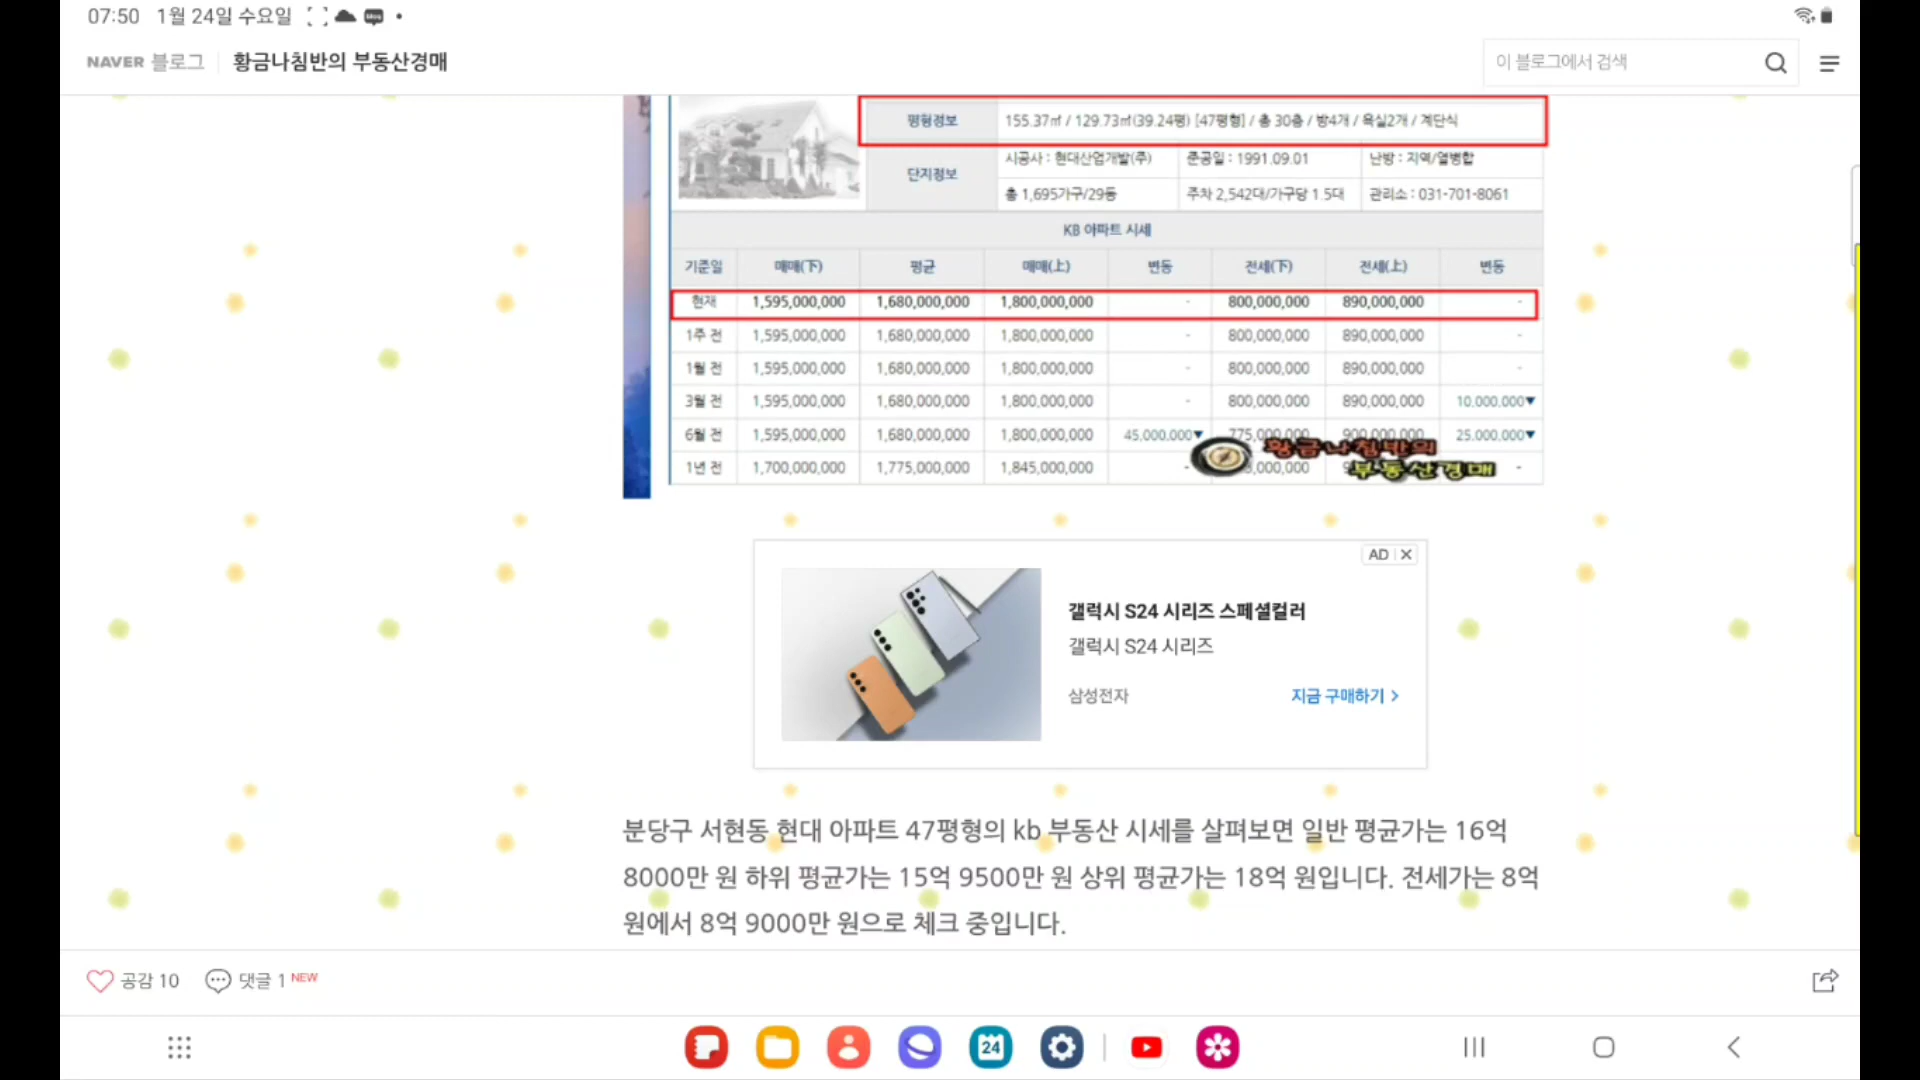 07:50 1월 24일 수요일
NAVER 블로그 황금나침반의 부동산경매 이 블로그에서 검색
평형정보 155.37㎡ / 129.73㎡(39.24평) [47평형] / 총 30층 / 방4개 / 욕실2개 / 계단식
단지정보 시공사 : 현대산업개발(주) 준공일 : 1991.09.01 난방 : 지역/열병합
총 1,695가구/29동 주차 2,542대/가구당 1.5대 관리소 : 031-701-8061
KB 아파트 시세
기준일 매매(下) 평균 매매(上) 변동 전세(下) 전세(上) 변동
현재 1,595,000,000 1,680,000,000 1,800,000,000 - 800,000,000 890,000,000 -
1주 전 1,595,000,000 1,680,000,000 1,800,000,000 - 800,000,000 890,000,000 -
1월 전 1,595,000,000 1,680,000,000 1,800,000,000 - 800,000,000 890,000,000 -
3월 전 1,595,000,000 1,680,000,000 1,800,000,000 - 800,000,000 890,000,000 10,000,000▼
6월 전 1,595,000,000 1,680,000,000 1,800,000,000 45,000,000▼ 775,000,000 900,000,000 25,000,000▼
1년 전 1,700,000,000 1,775,000,000 1,845,000,000 - -
황금나침반의
부동산경매
AD
갤럭시 S24 시리즈 스페셜컬러
갤럭시 S24 시리즈
삼성전자 지금 구매하기 >
분당구 서현동 현대 아파트 47평형의 kb 부동산 시세를 살펴보면 일반 평균가는 16억
8000만 원 하위 평균가는 15억 9500만 원 상위 평균가는 18억 원입니다. 전세가는 8억
원에서 8억 9000만 원으로 체크 중입니다.
공감 10 댓글 1 NEW
24